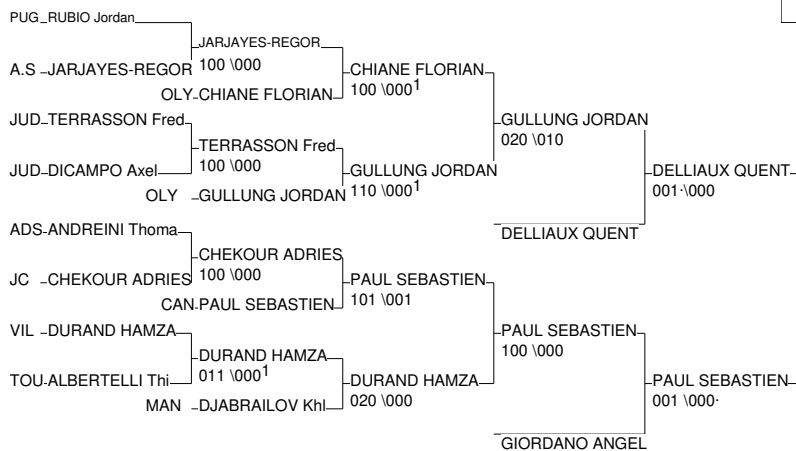 PUG RUBIO Jordan
JARJAYES-REGOR
100 \000
A.S JARJAYES-REGOR
CHIANE FLORIAN
100 \000 1
OLY CHIANE FLORIAN
JUD TERRASSON Fred
GULLUNG JORDAN
020 \010
TERRASSON Fred
100 \000
JUD DICAMPO Axel
GULLUNG JORDAN
110 \000 1
DELLIAUX QUENT
001·\000
OLY GULLUNG JORDAN
ADS ANDREINI Thoma
DELLIAUX QUENT
CHEKOUR ADRIES
100 \000
JC CHEKOUR ADRIES
PAUL SEBASTIEN
101 \001
CAN PAUL SEBASTIEN
VIL DURAND HAMZA
PAUL SEBASTIEN
100 \000
DURAND HAMZA
011 \000 1
TOU ALBERTELLI Thi
DURAND HAMZA
020 \000
PAUL SEBASTIEN
001 \000·
MAN DJABRAILOV Khl
GIORDANO ANGEL